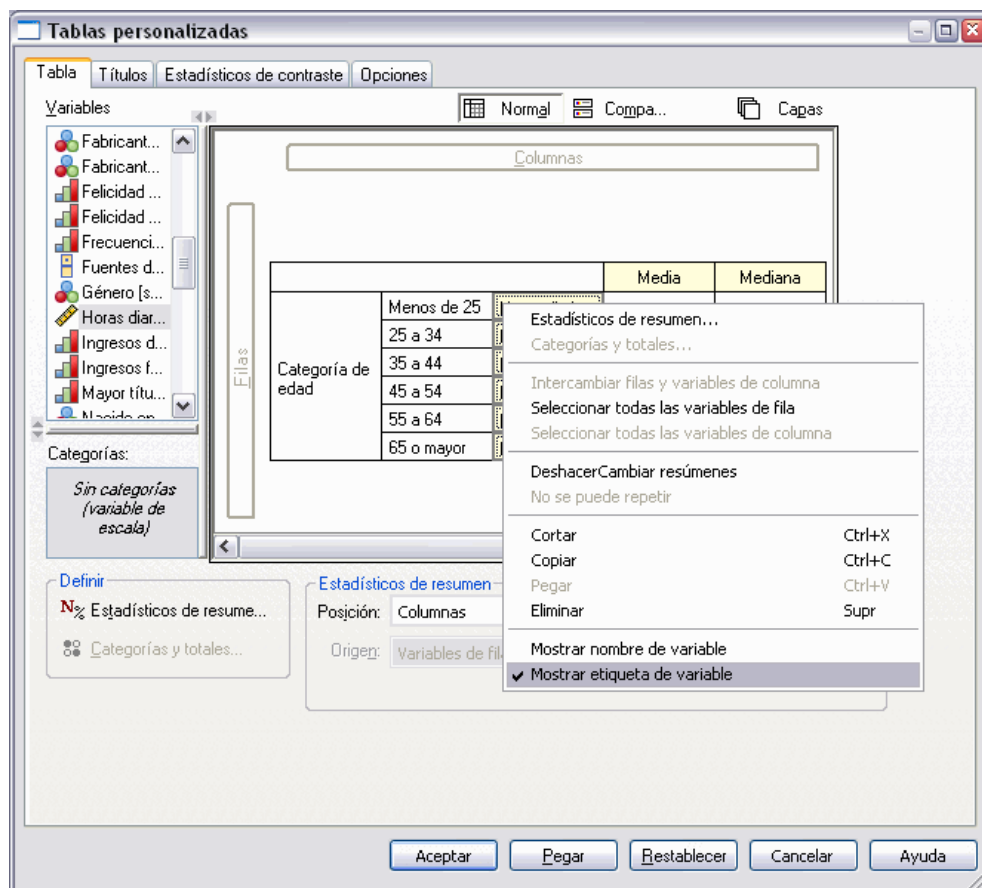 Tablas personalizadas
Tabla
Títulos
Estadísticos de contraste
Opciones
Variables
Normal
Compa...
Capas
Fabricant...
Fabricant...
Felicidad ...
Felicidad ...
Frecuenci...
Fuentes d...
Género [s...
Horas diar...
Ingresos d...
Ingresos f...
Mayor títu...
Categorías:
Sin categorías
(variable de
escala)
Columnas
Filas
Media
Mediana
Categoría de
edad
Menos de 25
25 a 34
35 a 44
45 a 54
55 a 64
65 o mayor
Estadísticos de resumen...
Categorías y totales...
Intercambiar filas y variables de columna
Seleccionar todas las variables de fila
Seleccionar todas las variables de columna
DeshacerCambiar resúmenes
No se puede repetir
Cortar Ctrl+X
Copiar Ctrl+C
Pegar Ctrl+V
Eliminar Supr
Mostrar nombre de variable
Mostrar etiqueta de variable
Definir
N% Estadísticos de resume...
Categorías y totales...
Estadísticos de resumen
Posición: Columnas
Origen: Variables de
Aceptar
Pegar
Restablecer
Cancelar
Ayuda